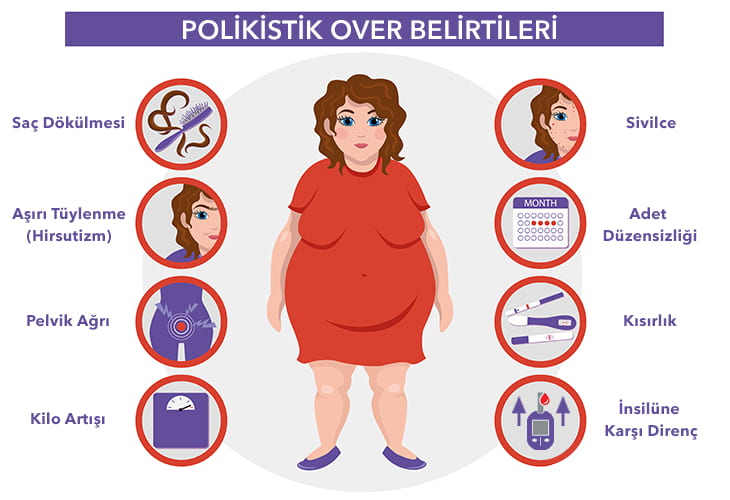 POLİKİSTİK OVER BELİRTİLERİ
Saç Dökülmesi
Aşırı Tüylenme
(Hirsutizm)
Pelvik Ağrı
Kilo Artışı
Sivilce
MONTH
Adet
Düzensizliği
Kısırlık
İnsilüne
Karşı Direnç